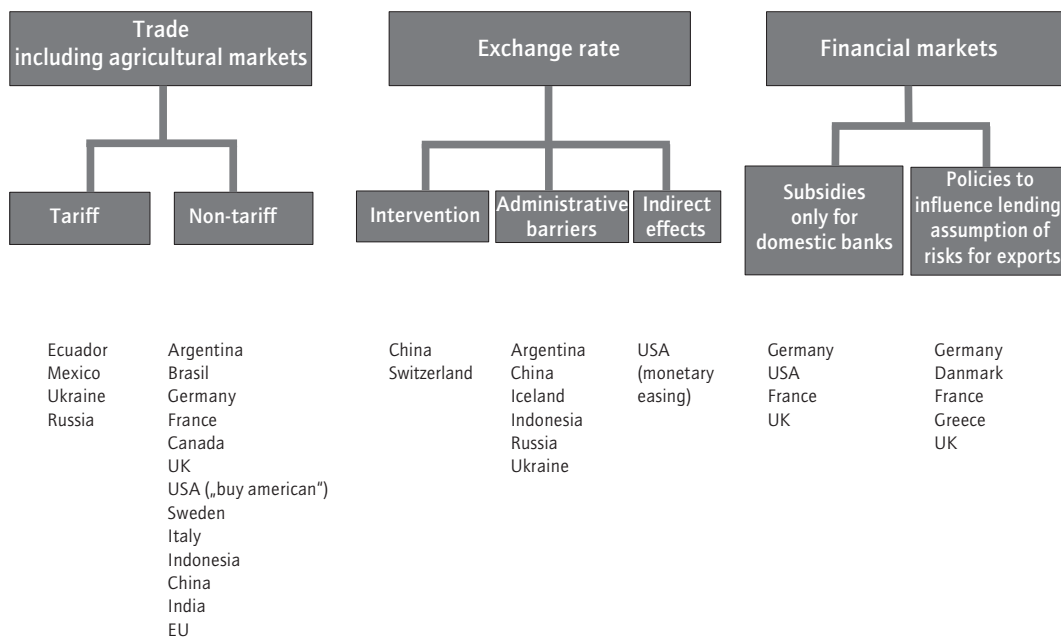 Trade
including agricultural markets
Exchange rate
Financial markets
Tariff
Non-tariff
Intervention
Administrative
barriers
Indirect
effects
Subsidies
only for
domestic banks
Policies to
influence lending,
assumption of
risks for exports
Ecuador
Mexico
Ukraine
Russia
Argentina
Brasil
Germany
France
Canada
UK
USA („buy american“)
Sweden
Italy
Indonesia
China
India
EU
China
Switzerland
Argentina
China
Iceland
Indonesia
Russia
Ukraine
USA
(monetary
easing)
Germany
USA
France
UK
Germany
Danmark
France
Greece
UK